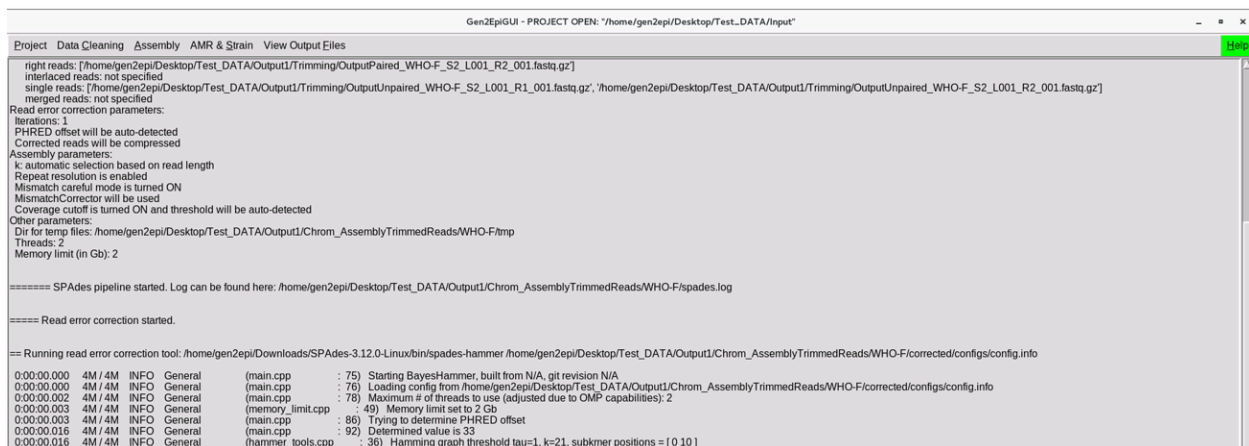 Gen2EpiGUI - PROJECT OPEN: "/home/gen2epi/Desktop/Test_DATA/Input"
Project Data Cleaning Assembly AMR & Strain View Output Files Help
right reads: ['/home/gen2epi/Desktop/Test_DATA/Output1/Trimming/OutputPaired_WHO-F_S2_L001_R2_001.fastq.gz']
interlaced reads: not specified
single reads: ['/home/gen2epi/Desktop/Test_DATA/Output1/Trimming/OutputUnpaired_WHO-F_S2_L001_R1_001.fastq.gz', '/home/gen2epi/Desktop/Test_DATA/Output1/Trimming/OutputUnpaired_WHO-F_S2_L001_R2_001.fastq.gz']
merged reads: not specified
Read error correction parameters:
Iterations: 1
PHRED offset will be auto-detected
Corrected reads will be compressed
Assembly parameters:
k: automatic selection based on read length
Repeat resolution is enabled
Mismatch careful mode is turned ON
MismatchCorrector will be used
Coverage cutoff is turned ON and threshold will be auto-detected
Other parameters:
Dir for temp files: /home/gen2epi/Desktop/Test_DATA/Output1/Chrom_AssemblyTrimmedReads/WHO-F/tmp
Threads: 2
Memory limit (in Gb): 2
======= SPAdes pipeline started. Log can be found here: /home/gen2epi/Desktop/Test_DATA/Output1/Chrom_AssemblyTrimmedReads/WHO-F/spades.log
===== Read error correction started.
== Running read error correction tool: /home/gen2epi/Downloads/SPAdes-3.12.0-Linux/bin/spades-hammer /home/gen2epi/Desktop/Test_DATA/Output1/Chrom_AssemblyTrimmedReads/WHO-F/corrected/configs/config.info
0:00:00.000 4M / 4M INFO General (main.cpp : 75) Starting BayesHammer, built from N/A, git revision N/A
0:00:00.000 4M / 4M INFO General (main.cpp : 76) Loading config from /home/gen2epi/Desktop/Test_DATA/Output1/Chrom_AssemblyTrimmedReads/WHO-F/corrected/configs/config.info
0:00:00.002 4M / 4M INFO General (main.cpp : 78) Maximum # of threads to use (adjusted due to OMP capabilities): 2
0:00:00.003 4M / 4M INFO General (memory_limit.cpp : 49) Memory limit set to 2 Gb
0:00:00.003 4M / 4M INFO General (main.cpp : 86) Trying to determine PHRED offset
0:00:00.016 4M / 4M INFO General (main.cpp : 92) Determined value is 33
0:00:00.016 4M / 4M INFO General (hammer_tools.cpp : 36) Hamming graph threshold tau=1, k=21, subkmer positions = [ 0 10 ]